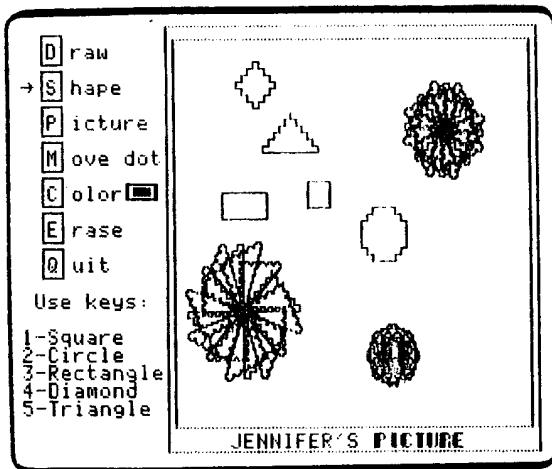 D raw
→ S hape
P icture
M ove dot
C olor
E rase
Q uit
Use keys:
1-Square
2-Circle
3-Rectangle
4-Diamond
5-Triangle
JENNIFER'S PICTURE